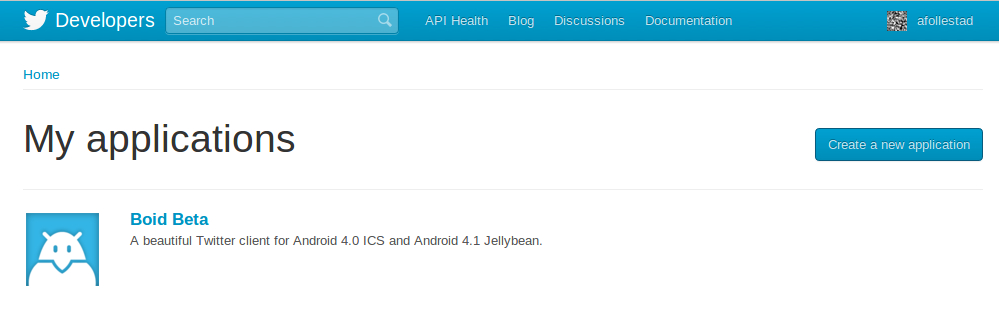 Developers Search API Health Blog Discussions Documentation afollestad
Home
My applications
Create a new application
Boid Beta
A beautiful Twitter client for Android 4.0 ICS and Android 4.1 Jellybean.